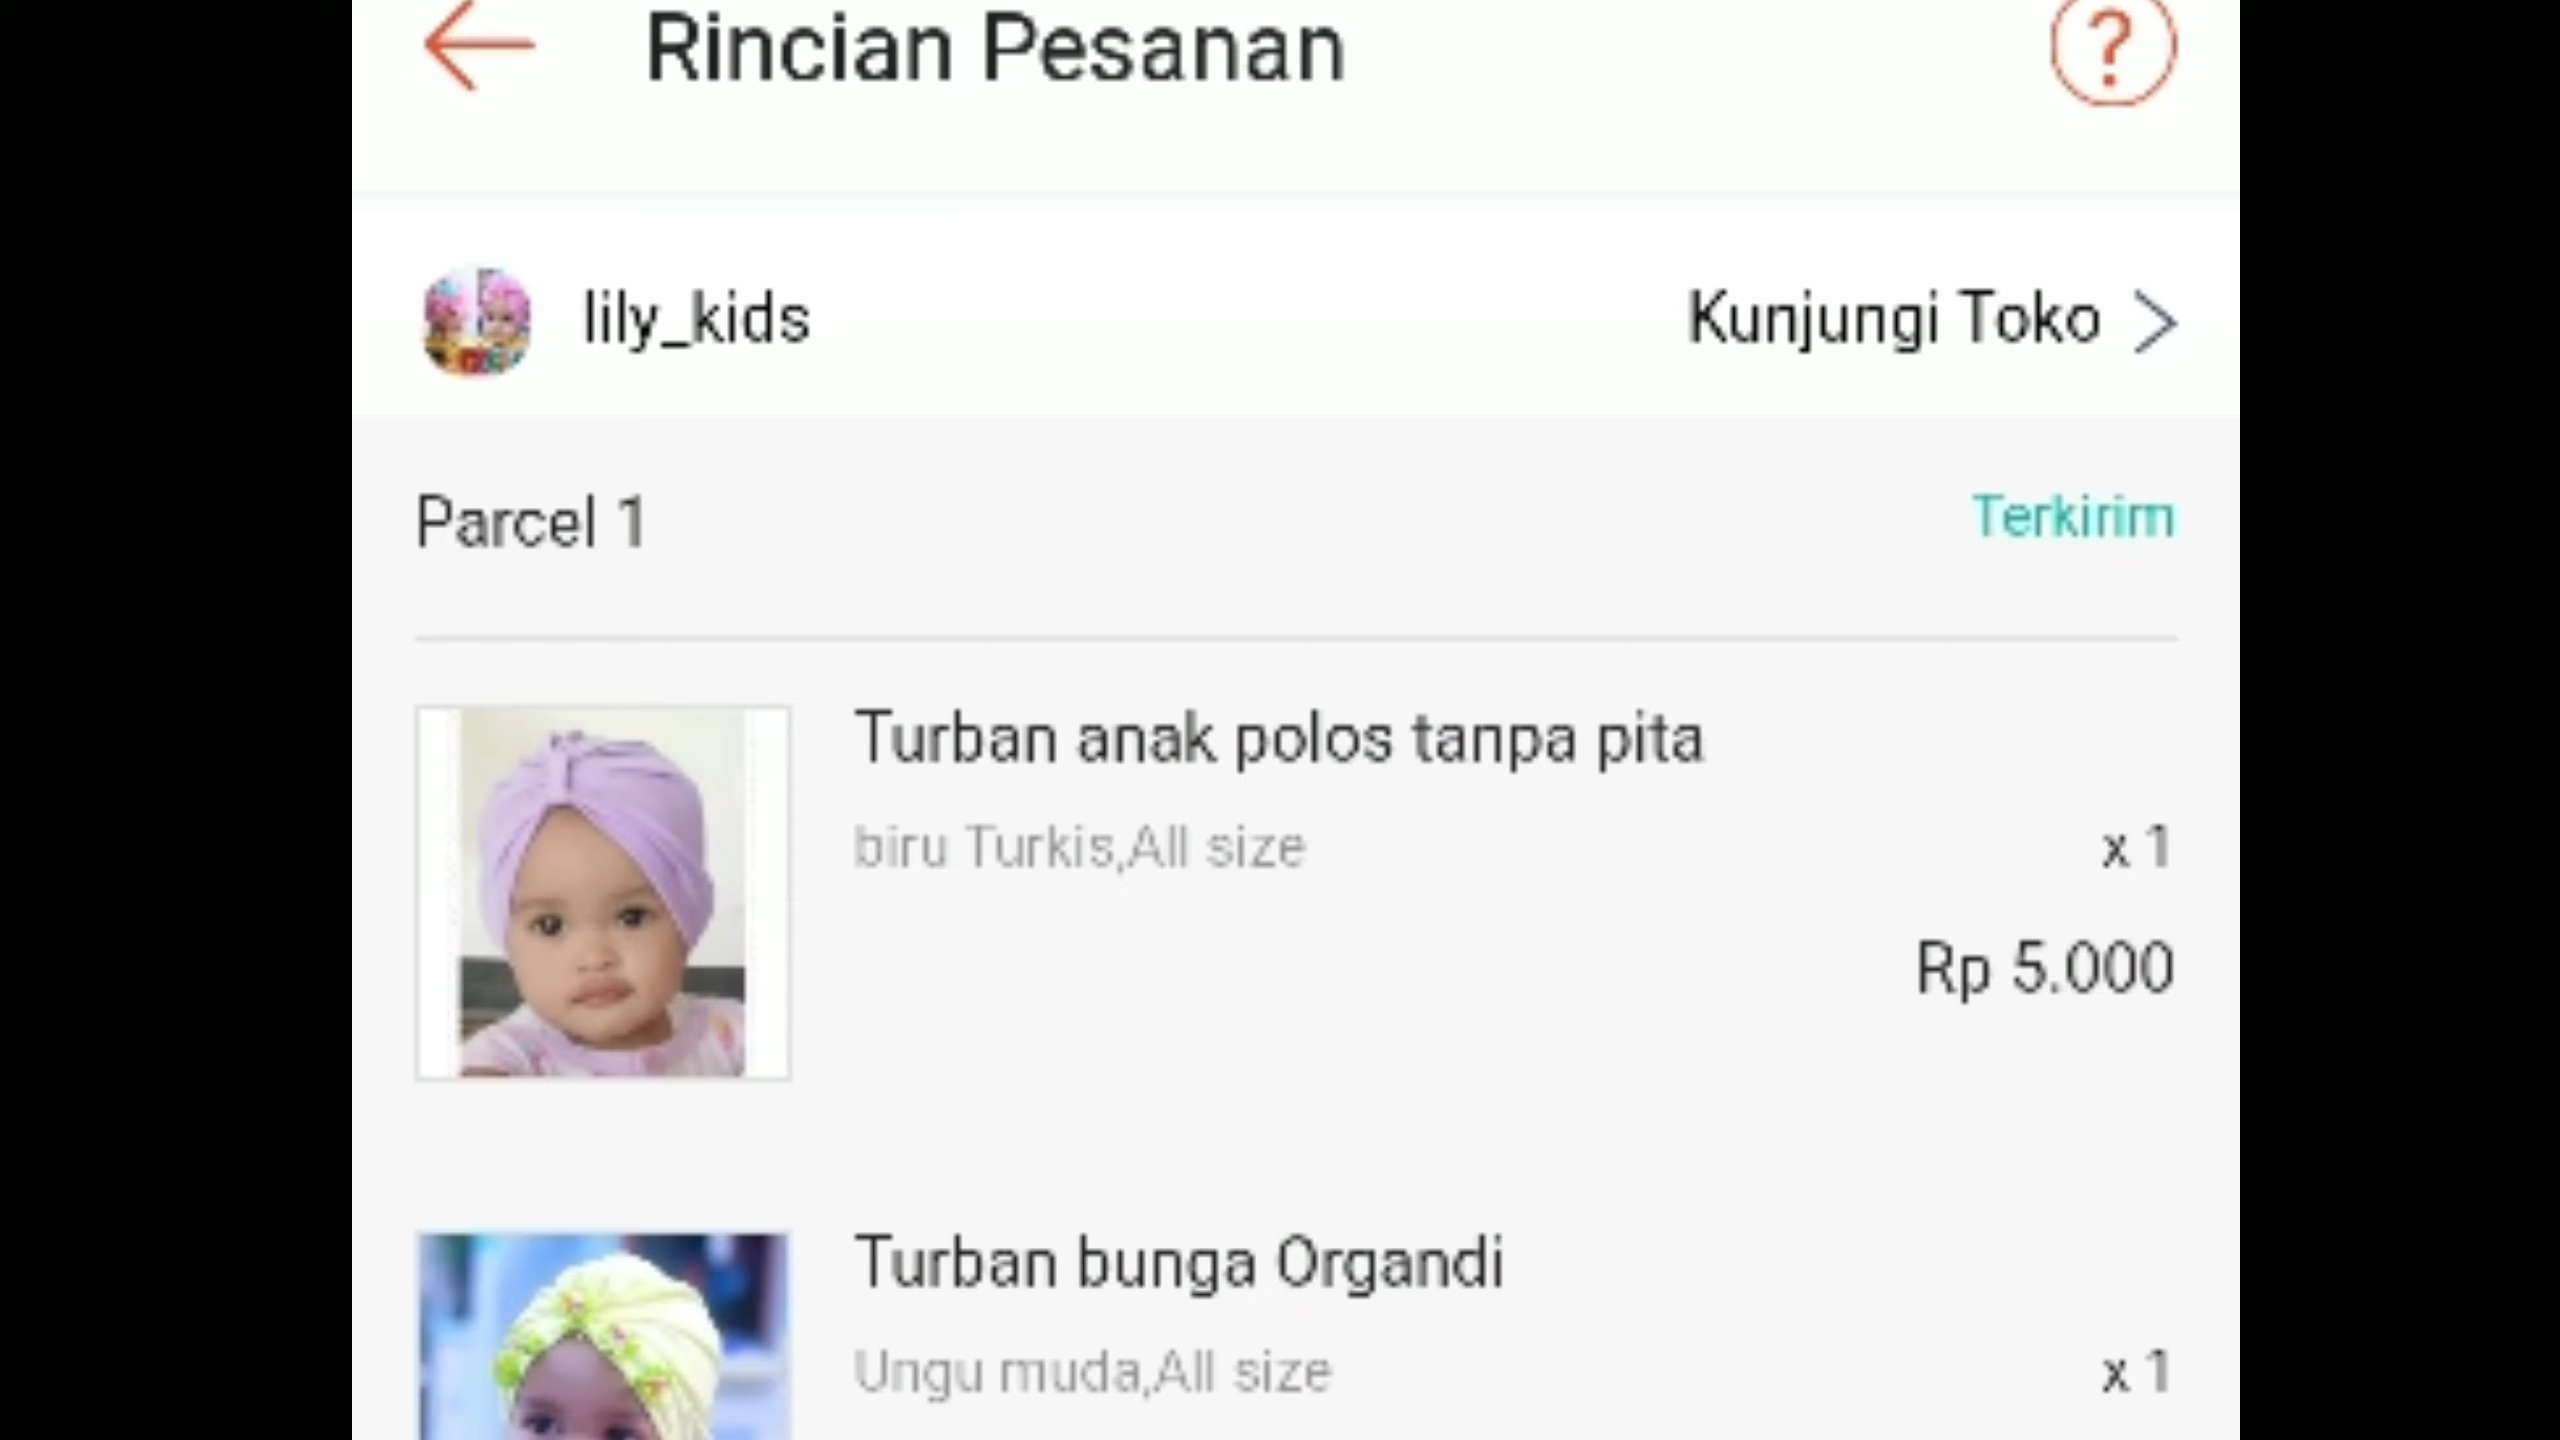 Rincian Pesanan
?
lily_kids
Kunjungi Toko
Parcel 1
Terkirim
Turban anak polos tanpa pita
biru Turkis,All size
x 1
Rp 5.000
Turban bunga Organdi
Ungu muda,All size
x 1